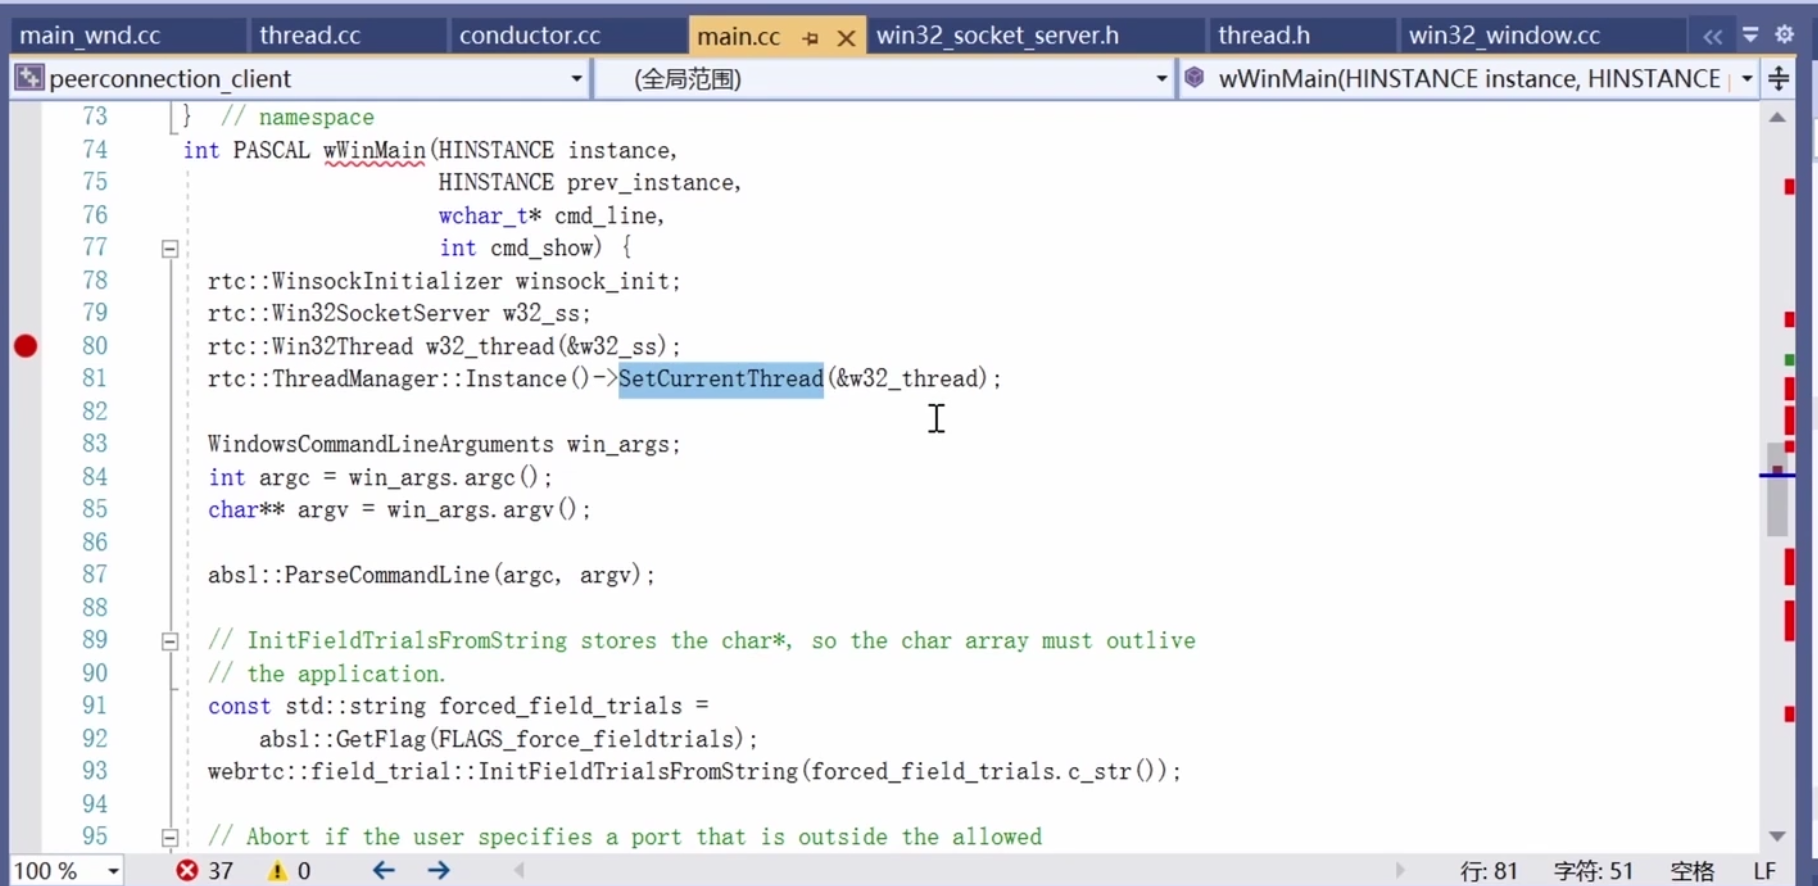 main_wnd.cc thread.cc conductor.cc main.cc win32_socket_server.h thread.h win32_window.cc
peerconnection_client (全局范围) wWinMain(HINSTANCE instance, HINSTANCE
73 } // namespace
74 int PASCAL wWinMain(HINSTANCE instance,
75 HINSTANCE prev_instance,
76 wchar_t* cmd_line,
77 int cmd_show) {
78 rtc::WinsockInitializer winsock_init;
79 rtc::Win32SocketServer w32_ss;
80 rtc::Win32Thread w32_thread(&w32_ss);
81 rtc::ThreadManager::Instance()->SetCurrentThread(&w32_thread);
82
83 WindowsCommandLineArguments win_args;
84 int argc = win_args.argc();
85 char** argv = win_args.argv();
86
87 absl::ParseCommandLine(argc, argv);
88
89 // InitFieldTrialsFromString stores the char*, so the char array must outlive
90 // the application.
91 const std::string forced_field_trials =
92 absl::GetFlag(FLAGS_force_fieldtrials);
93 webrtc::field_trial::InitFieldTrialsFromString(forced_field_trials.c_str());
94
95 // Abort if the user specifies a port that is outside the allowed
100 % 37 0 行: 81 字符: 51 空格 LF